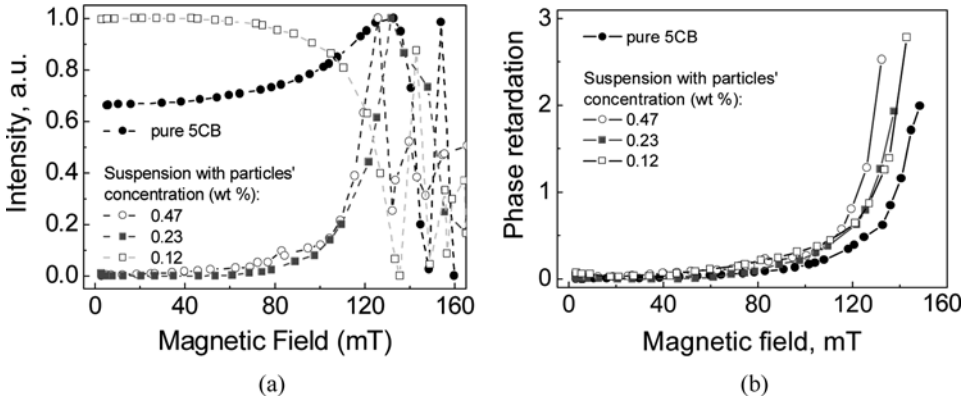 Intensity, a.u.
1.0
0.8
0.6
0.4
0.2
0.0
pure 5CB
Suspension with particles'
concentration (wt %):
0.47
0.23
0.12
0 40 80 120 160
Magnetic Field (mT)
(a)
Phase retardation
3
2
1
0
pure 5CB
Suspension with particles'
concentration (wt %):
0.47
0.23
0.12
0 40 80 120 160
Magnetic field, mT
(b)